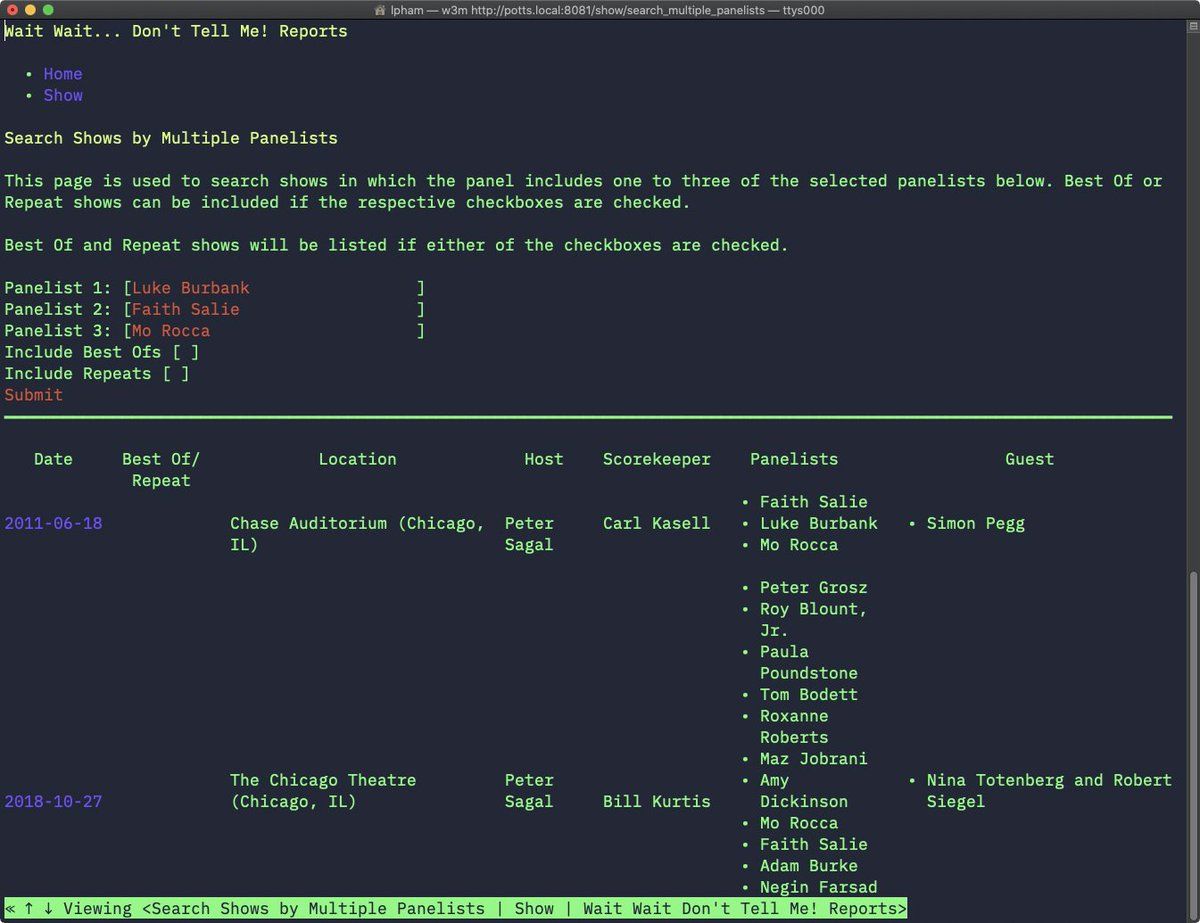 lpham — w3m http://potts.local:8081/show/search_multiple_panelists — ttys000
Wait Wait... Don't Tell Me! Reports
• Home
• Show
Search Shows by Multiple Panelists
This page is used to search shows in which the panel includes one to three of the selected panelists below. Best Of or
Repeat shows can be included if the respective checkboxes are checked.
Best Of and Repeat shows will be listed if either of the checkboxes are checked.
Panelist 1: [Luke Burbank ]
Panelist 2: [Faith Salie ]
Panelist 3: [Mo Rocca ]
Include Best Ofs [ ]
Include Repeats [ ]
Submit
Date Best Of/ Location Host Scorekeeper Panelists Guest
Repeat
• Faith Salie
2011-06-18 Chase Auditorium (Chicago, Peter Carl Kasell • Luke Burbank • Simon Pegg
IL) Sagal • Mo Rocca
• Peter Grosz
• Roy Blount,
Jr.
• Paula
Poundstone
• Tom Bodett
• Roxanne
Roberts
• Maz Jobrani
The Chicago Theatre Peter • Amy • Nina Totenberg and Robert
2018-10-27 (Chicago, IL) Sagal Bill Kurtis Dickinson Siegel
• Mo Rocca
• Faith Salie
• Adam Burke
• Negin Farsad
« ↑ ↓ Viewing <Search Shows by Multiple Panelists | Show | Wait Wait Don't Tell Me! Reports>